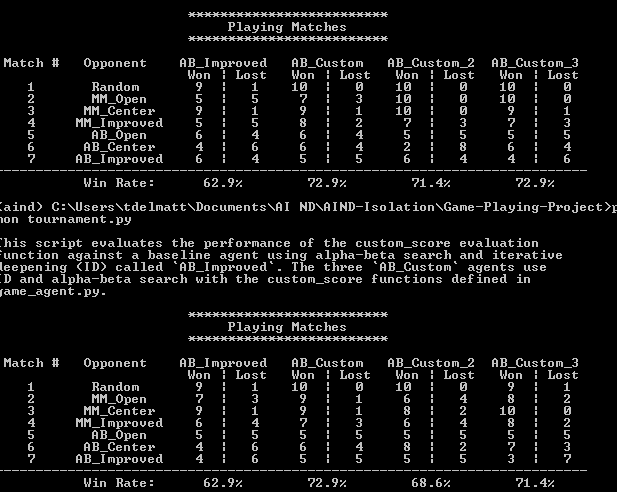 *************************
Playing Matches
*************************
Match # Opponent AB_Improved AB_Custom AB_Custom_2 AB_Custom_3
Won | Lost Won | Lost Won | Lost Won | Lost
1 Random 9 | 1 10 | 0 10 | 0 10 | 0
2 MM_Open 5 | 5 7 | 3 10 | 0 10 | 0
3 MM_Center 9 | 1 9 | 1 10 | 0 9 | 1
4 MM_Improved 5 | 5 8 | 2 7 | 3 7 | 3
5 AB_Open 6 | 4 6 | 4 5 | 5 5 | 5
6 AB_Center 4 | 6 6 | 4 2 | 8 6 | 4
7 AB_Improved 6 | 4 5 | 5 6 | 4 4 | 6
--------------------------------------------------------------------------
Win Rate: 62.9% 72.9% 71.4% 72.9%
(aind) C:\Users\tdelmatt\Documents\AI ND\AIND-Isolation\Game-Playing-Project>p
hon tournament.py
This script evaluates the performance of the custom_score evaluation
function against a baseline agent using alpha-beta search and iterative
deepening (ID) called `AB_Improved`. The three `AB_Custom` agents use
ID and alpha-beta search with the custom_score functions defined in
game_agent.py.
*************************
Playing Matches
*************************
Match # Opponent AB_Improved AB_Custom AB_Custom_2 AB_Custom_3
Won | Lost Won | Lost Won | Lost Won | Lost
1 Random 9 | 1 10 | 0 10 | 0 9 | 1
2 MM_Open 7 | 3 9 | 1 6 | 4 8 | 2
3 MM_Center 9 | 1 9 | 1 8 | 2 10 | 0
4 MM_Improved 6 | 4 7 | 3 6 | 4 8 | 2
5 AB_Open 5 | 5 5 | 5 5 | 5 5 | 5
6 AB_Center 4 | 6 6 | 4 8 | 2 7 | 3
7 AB_Improved 4 | 6 5 | 5 5 | 5 3 | 7
--------------------------------------------------------------------------
Win Rate: 62.9% 72.9% 68.6% 71.4%